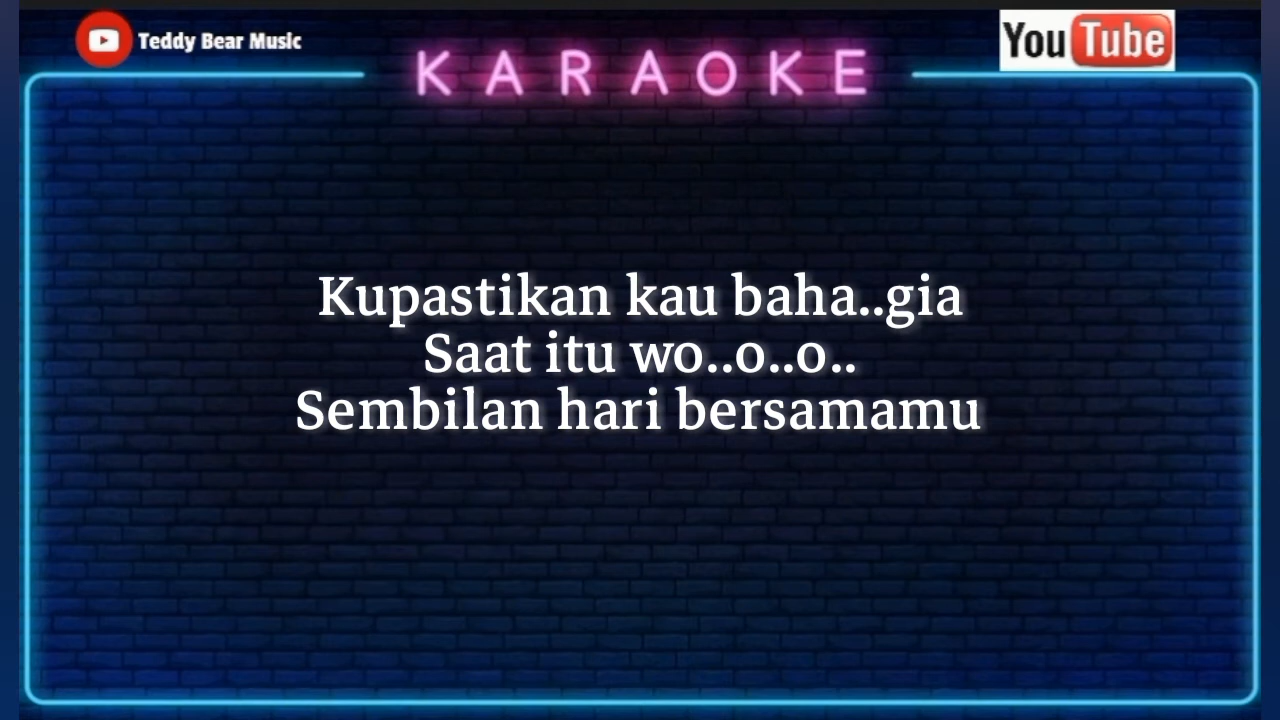 Teddy Bear Music
YouTube
KARAOKE
Kupastikan kau baha..gia
Saat itu wo..o..o..
Sembilan hari bersamamu